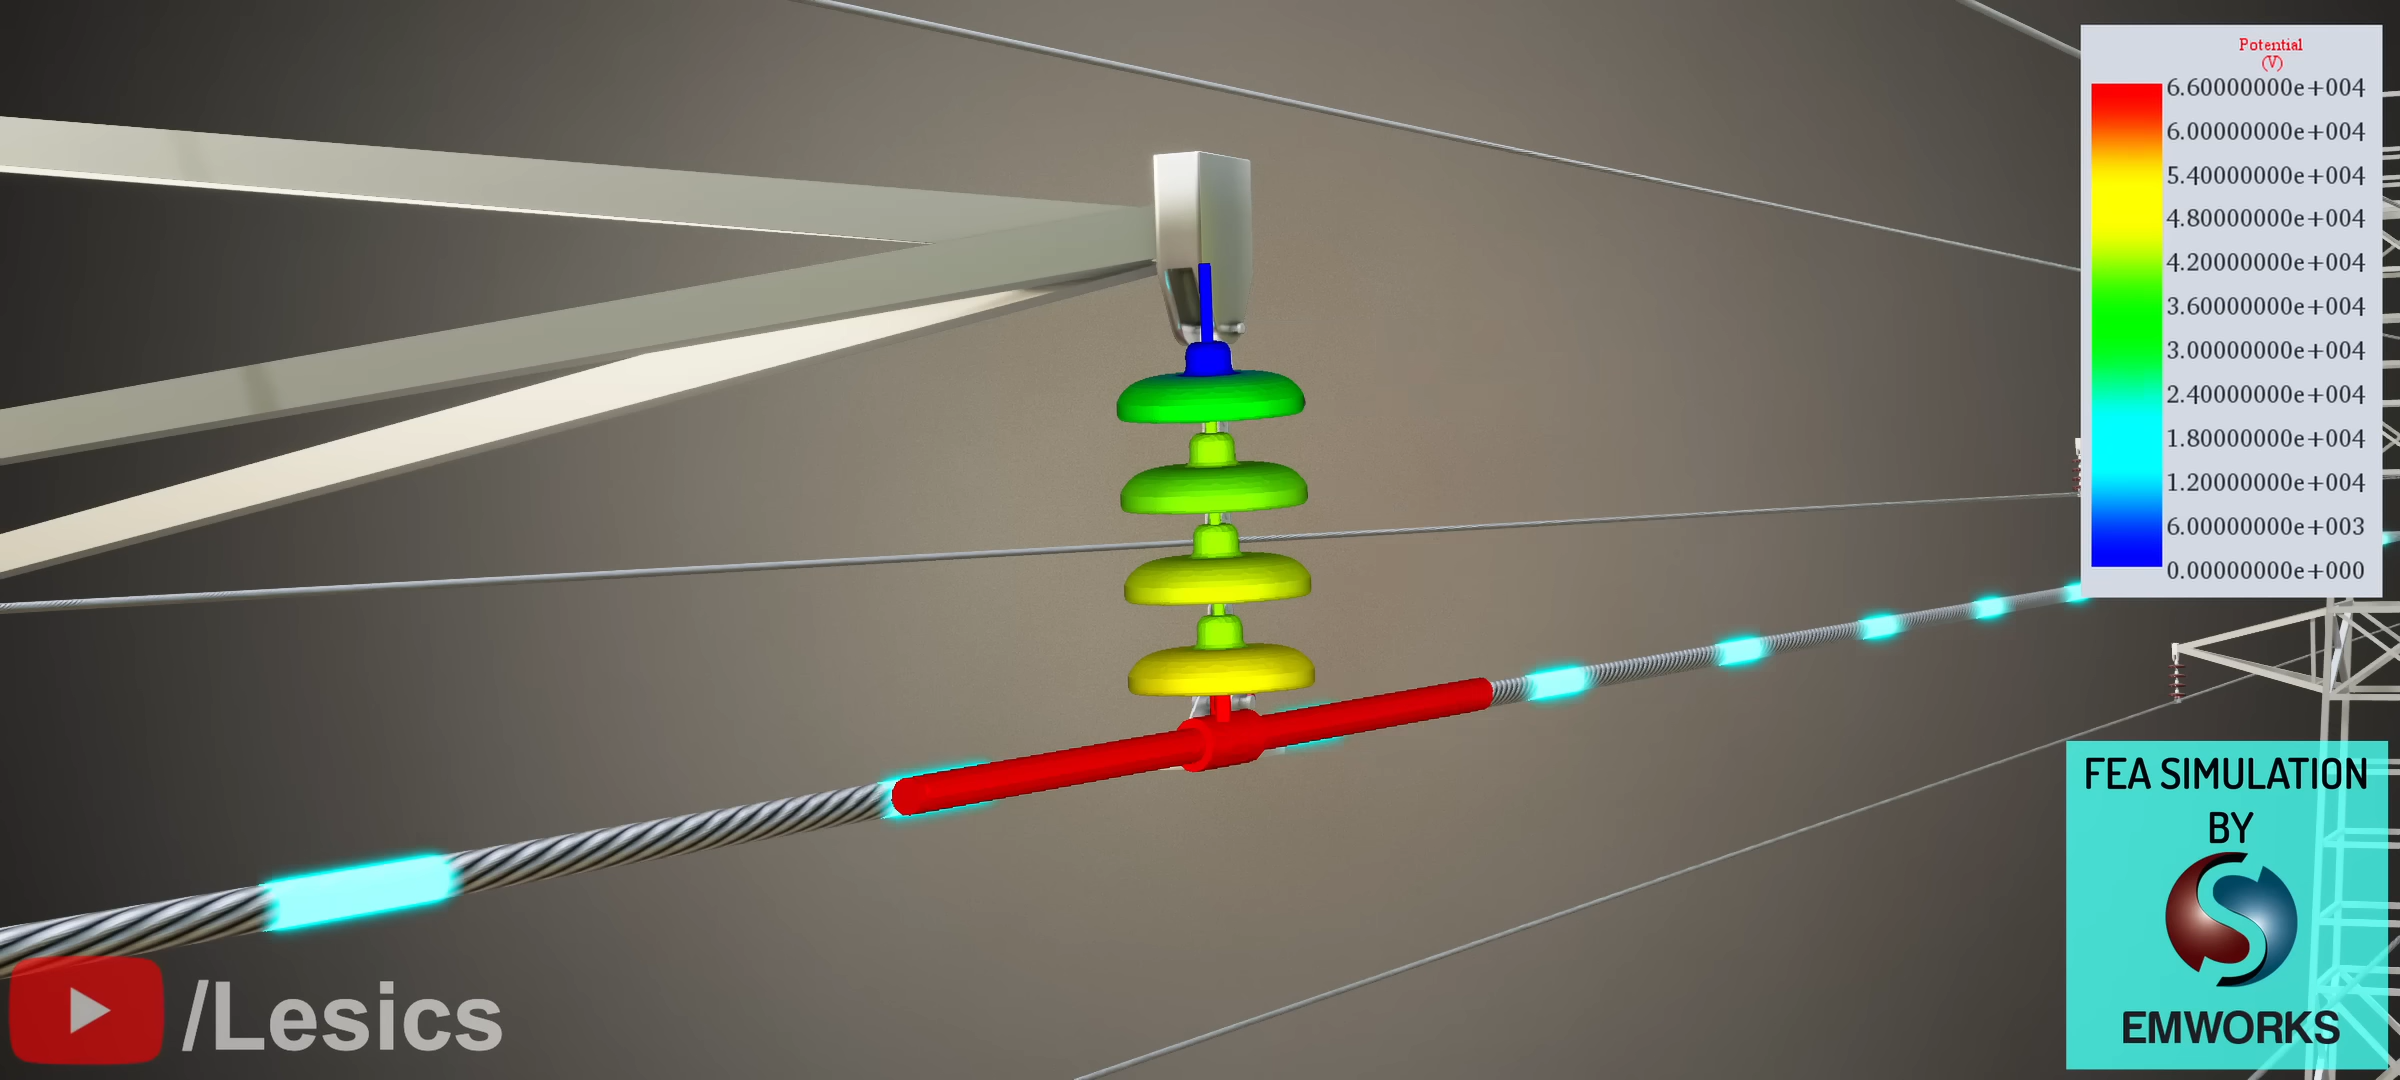 Potential
(V)
6.60000000e+004
6.00000000e+004
5.40000000e+004
4.80000000e+004
4.20000000e+004
3.60000000e+004
3.00000000e+004
2.40000000e+004
1.80000000e+004
1.20000000e+004
6.00000000e+003
0.00000000e+000
FEA SIMULATION
BY
EMWORKS
/Lesics